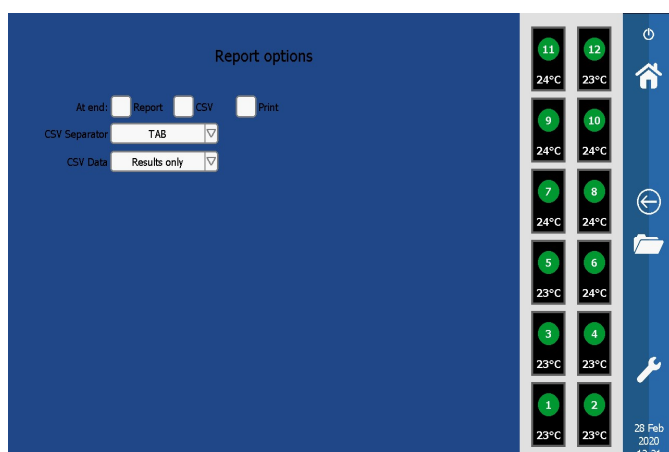 Report options
At end: Report CSV Print
CSV Separator TAB
CSV Data Results only
11 12
24°C 23°C
9 10
24°C 24°C
7 8
24°C 24°C
5 6
23°C 24°C
3 4
23°C 23°C
1 2
23°C 23°C
28 Feb
2020